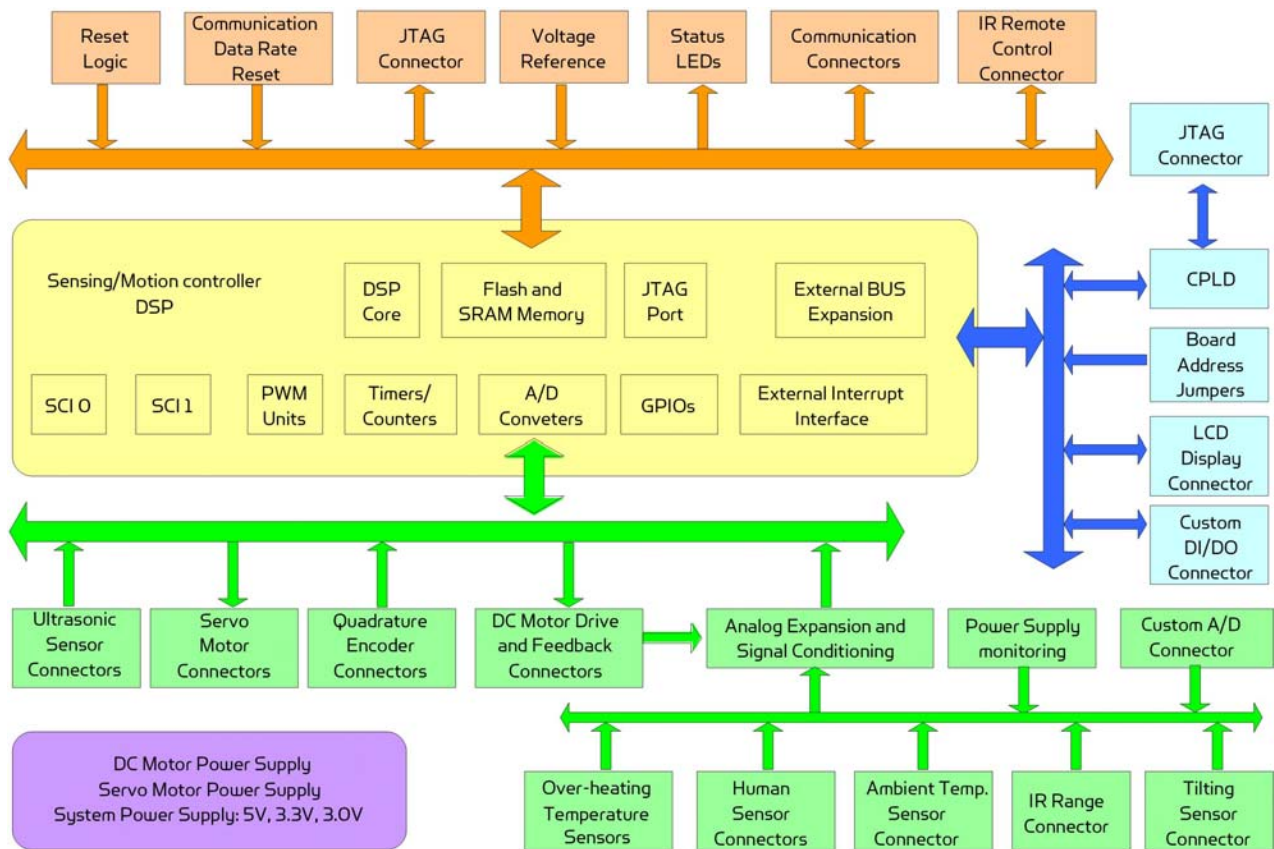 Reset
Logic
Communication
Data Rate
Reset
JTAG
Connector
Voltage
Reference
Status
LEDs
Communication
Connectors
IR Remote
Control
Connector
JTAG
Connector
Sensing/Motion controller
DSP
DSP
Core
Flash and
SRAM Memory
JTAG
Port
External BUS
Expansion
CPLD
Board
Address
Jumpers
SCI 0
SCI 1
PWM
Units
Timers/
Counters
A/D
Conveters
GPIOs
External Interrupt
Interface
LCD
Display
Connector
Custom
DI/DO
Connector
Ultrasonic
Sensor
Connectors
Servo
Motor
Connectors
Quadrature
Encoder
Connectors
DC Motor Drive
and Feedback
Connectors
Analog Expansion and
Signal Conditioning
Power Supply
monitoring
Custom A/D
Connector
DC Motor Power Supply
Servo Motor Power Supply
System Power Supply: 5V, 3.3V, 3.0V
Over-heating
Temperature
Sensors
Human
Sensor
Connectors
Ambient Temp.
Sensor
Connector
IR Range
Connector
Tilting
Sensor
Connector